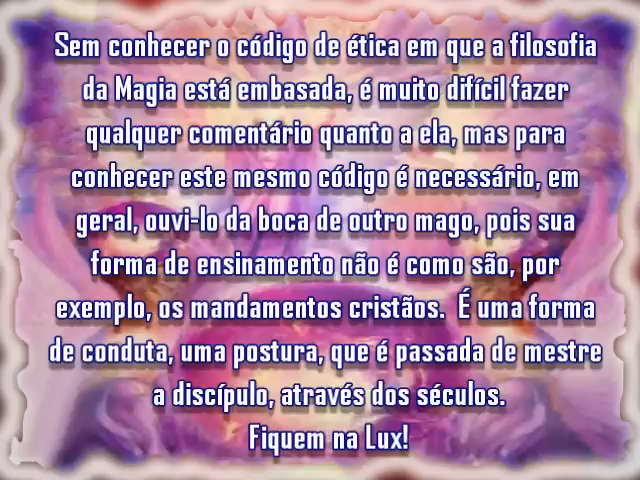 Sem conhecer o código de ética em que a filosofia
da Magia está embasada, é muito difícil fazer
qualquer comentário quanto a ela, mas para
conhecer este mesmo código é necessário, em
geral, ouvi-lo da boca de outro mago, pois sua
forma de ensinamento não é como são, por
exemplo, os mandamentos cristãos.  É uma forma
de conduta, uma postura, que é passada de mestre
a discípulo, através dos séculos.
Fiquem na Lux!